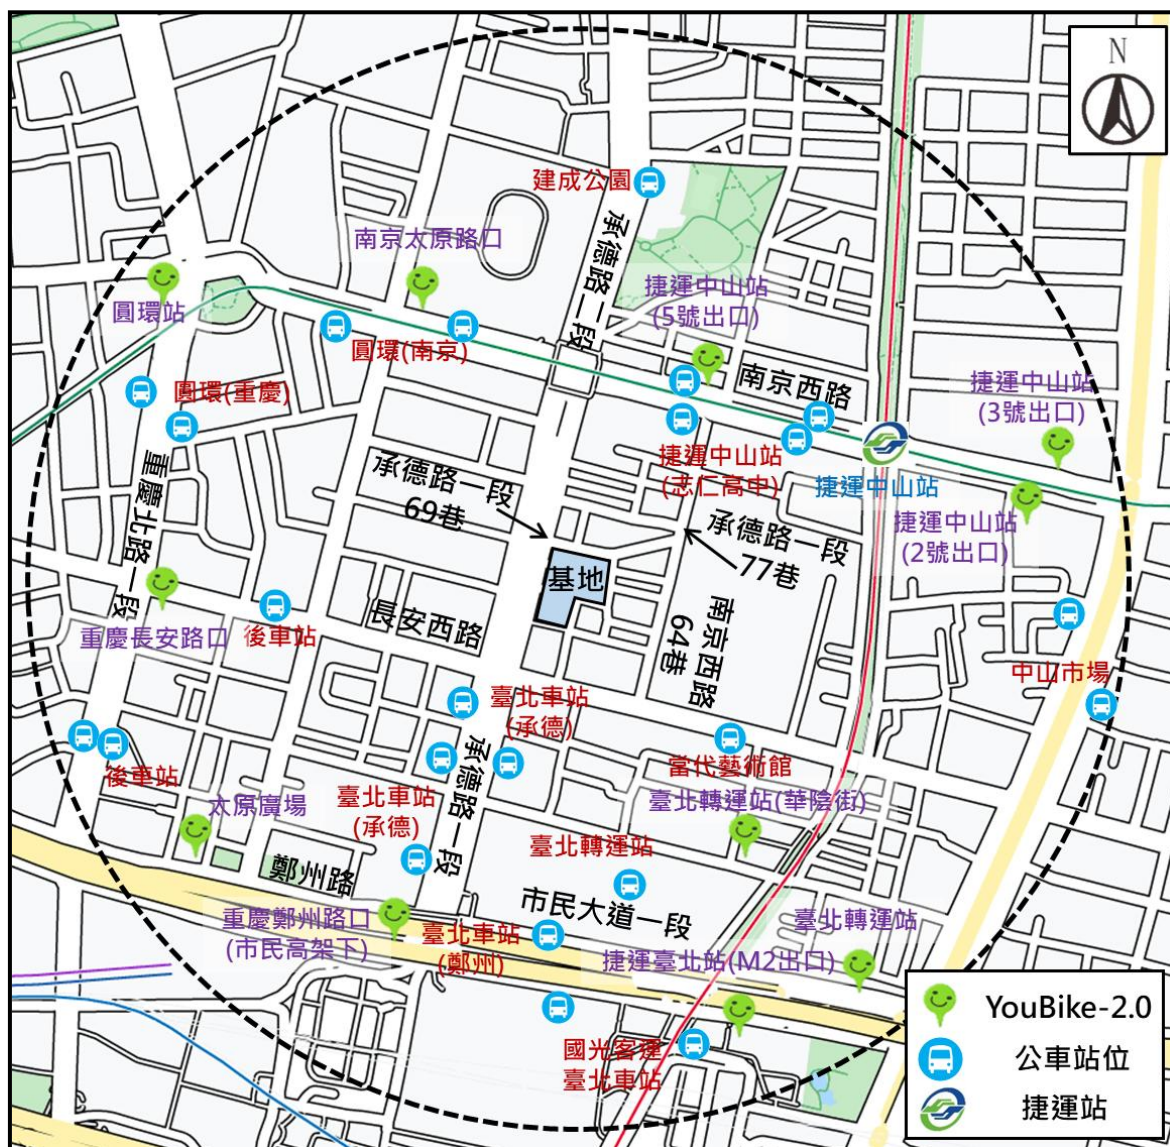 N
建成公園
承德路二段
南京太原路口
捷運中山站
(5號出口)
圓環站
圓環(南京)
南京西路
捷運中山站
(3號出口)
圓環(重慶)
承德路一段
69巷
捷運中山站
(志仁高中)
捷運中山站
捷運中山站
(2號出口)
重慶北路一段
承德路一段
77巷
基地
長安西路
南京西路
64巷
重慶長安路口
後車站
中山市場
臺北車站
(承德)
後車站
承德路一段
當代藝術館
太原廣場
臺北車站
(承德)
臺北轉運站(華陰街)
臺北轉運站
鄭州路
市民大道一段
重慶鄭州路口
(市民高架下)
臺北車站
(鄭州)
臺北轉運站
捷運臺北站(M2出口)
國光客運
臺北車站
YouBike-2.0
公車站位
捷運站